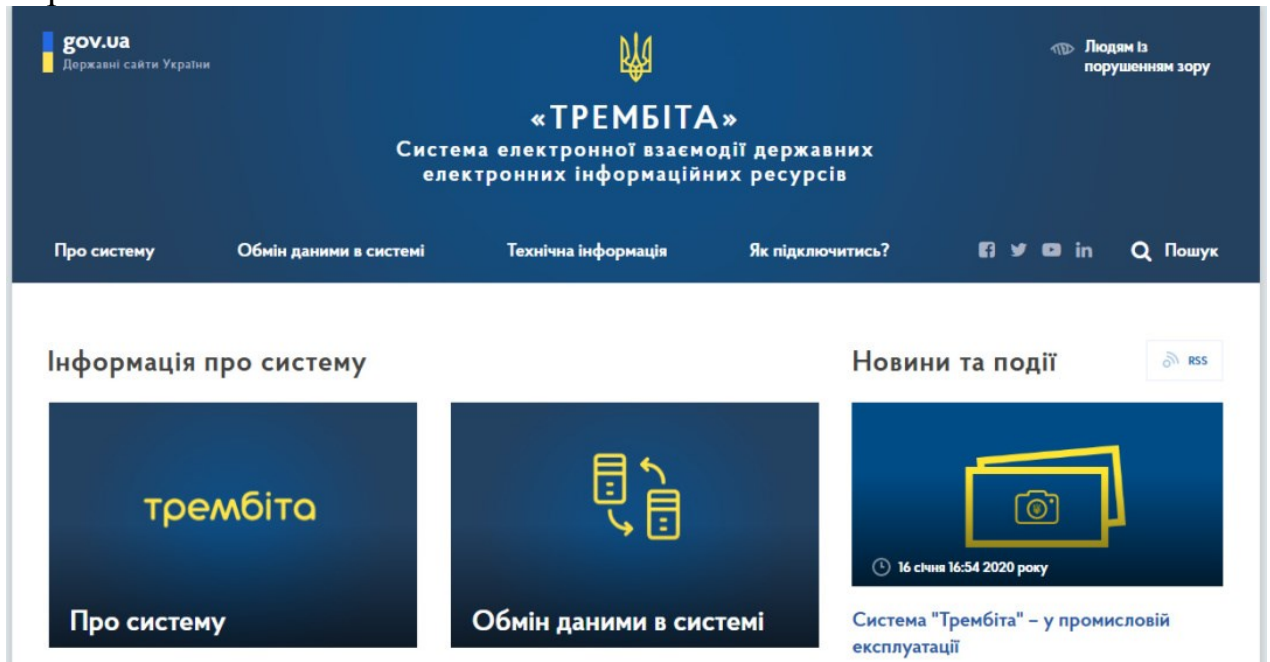 gov.ua
Державні сайти України
Людям із
порушенням зору
«ТРЕМБІТА»
Система електронної взаємодії державних
електронних інформаційних ресурсів
Про систему
Обмін даними в системі
Технічна інформація
Як підключитись?
in
Пошук
Інформація про систему
Новини та події
RSS
трембіта
Про систему
Обмін даними в системі
16 січня 16:54 2020 року
Система "Трембіта" – у промисловій
експлуатації